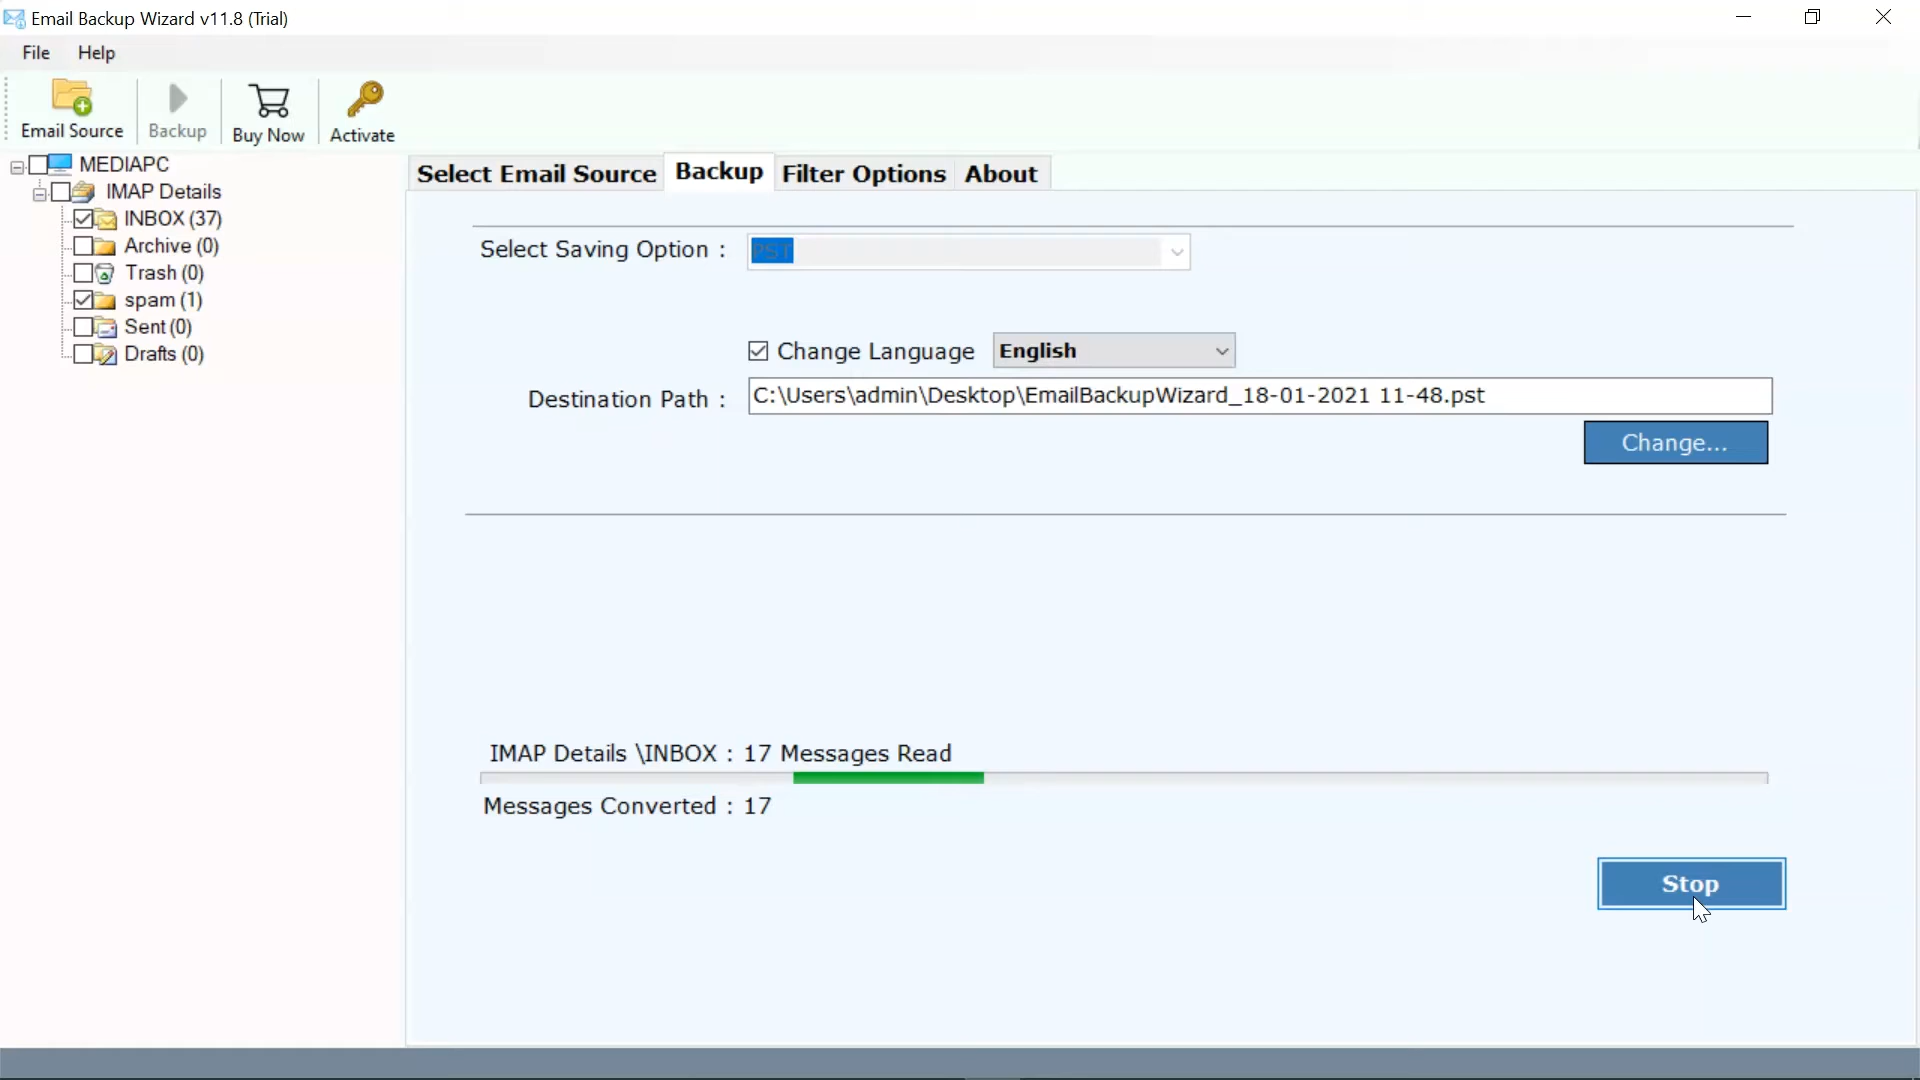 Email Backup Wizard v11.8 (Trial)
File Help
Email Source Backup Buy Now Activate
MEDIAPC
IMAP Details
INBOX (37)
Archive (0)
Trash (0)
spam (1)
Sent (0)
Drafts (0)
Select Email Source Backup Filter Options About
Select Saving Option : PST
Change Language English
Destination Path : C:\Users\admin\Desktop\EmailBackupWizard_18-01-2021 11-48.pst
Change...
IMAP Details \INBOX : 17 Messages Read
Messages Converted : 17
Stop